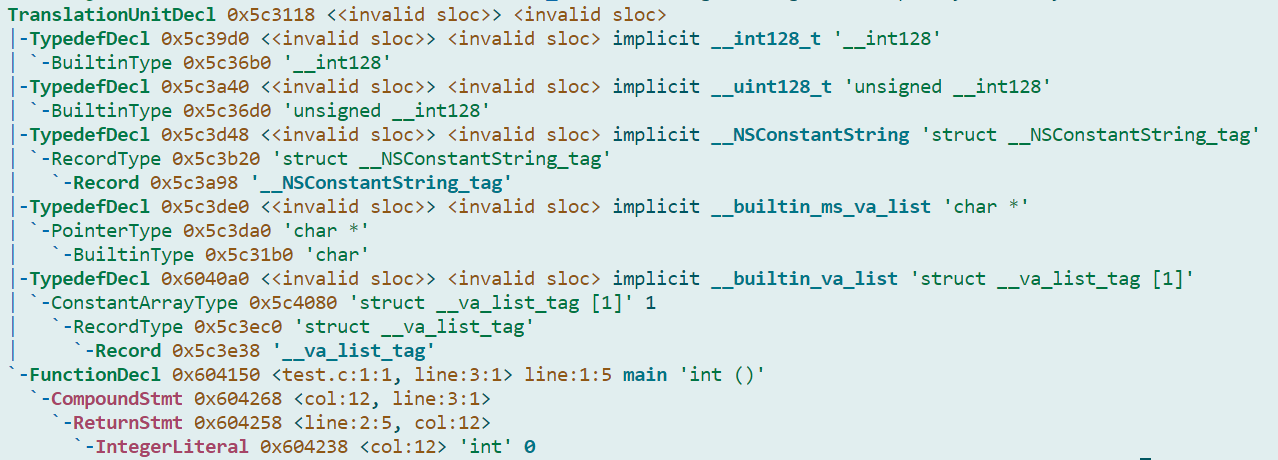 TranslationUnitDecl 0x5c3118 <<invalid sloc>> <invalid sloc>
|-TypedefDecl 0x5c39d0 <<invalid sloc>> <invalid sloc> implicit __int128_t '__int128'
| `-BuiltinType 0x5c36b0 '__int128'
|-TypedefDecl 0x5c3a40 <<invalid sloc>> <invalid sloc> implicit __uint128_t 'unsigned __int128'
| `-BuiltinType 0x5c36d0 'unsigned __int128'
|-TypedefDecl 0x5c3d48 <<invalid sloc>> <invalid sloc> implicit __NSConstantString 'struct __NSConstantString_tag'
| `-RecordType 0x5c3b20 'struct __NSConstantString_tag'
|   `-Record 0x5c3a98 '__NSConstantString_tag'
|-TypedefDecl 0x5c3de0 <<invalid sloc>> <invalid sloc> implicit __builtin_ms_va_list 'char *'
| `-PointerType 0x5c3da0 'char *'
|   `-BuiltinType 0x5c31b0 'char'
|-TypedefDecl 0x6040a0 <<invalid sloc>> <invalid sloc> implicit __builtin_va_list 'struct __va_list_tag [1]'
| `-ConstantArrayType 0x5c4080 'struct __va_list_tag [1]' 1
|   `-RecordType 0x5c3ec0 'struct __va_list_tag'
|     `-Record 0x5c3e38 '__va_list_tag'
`-FunctionDecl 0x604150 <test.c:1:1, line:3:1> line:1:5 main 'int ()'
  `-CompoundStmt 0x604268 <col:12, line:3:1>
    `-ReturnStmt 0x604258 <line:2:5, col:12>
      `-IntegerLiteral 0x604238 <col:12> 'int' 0